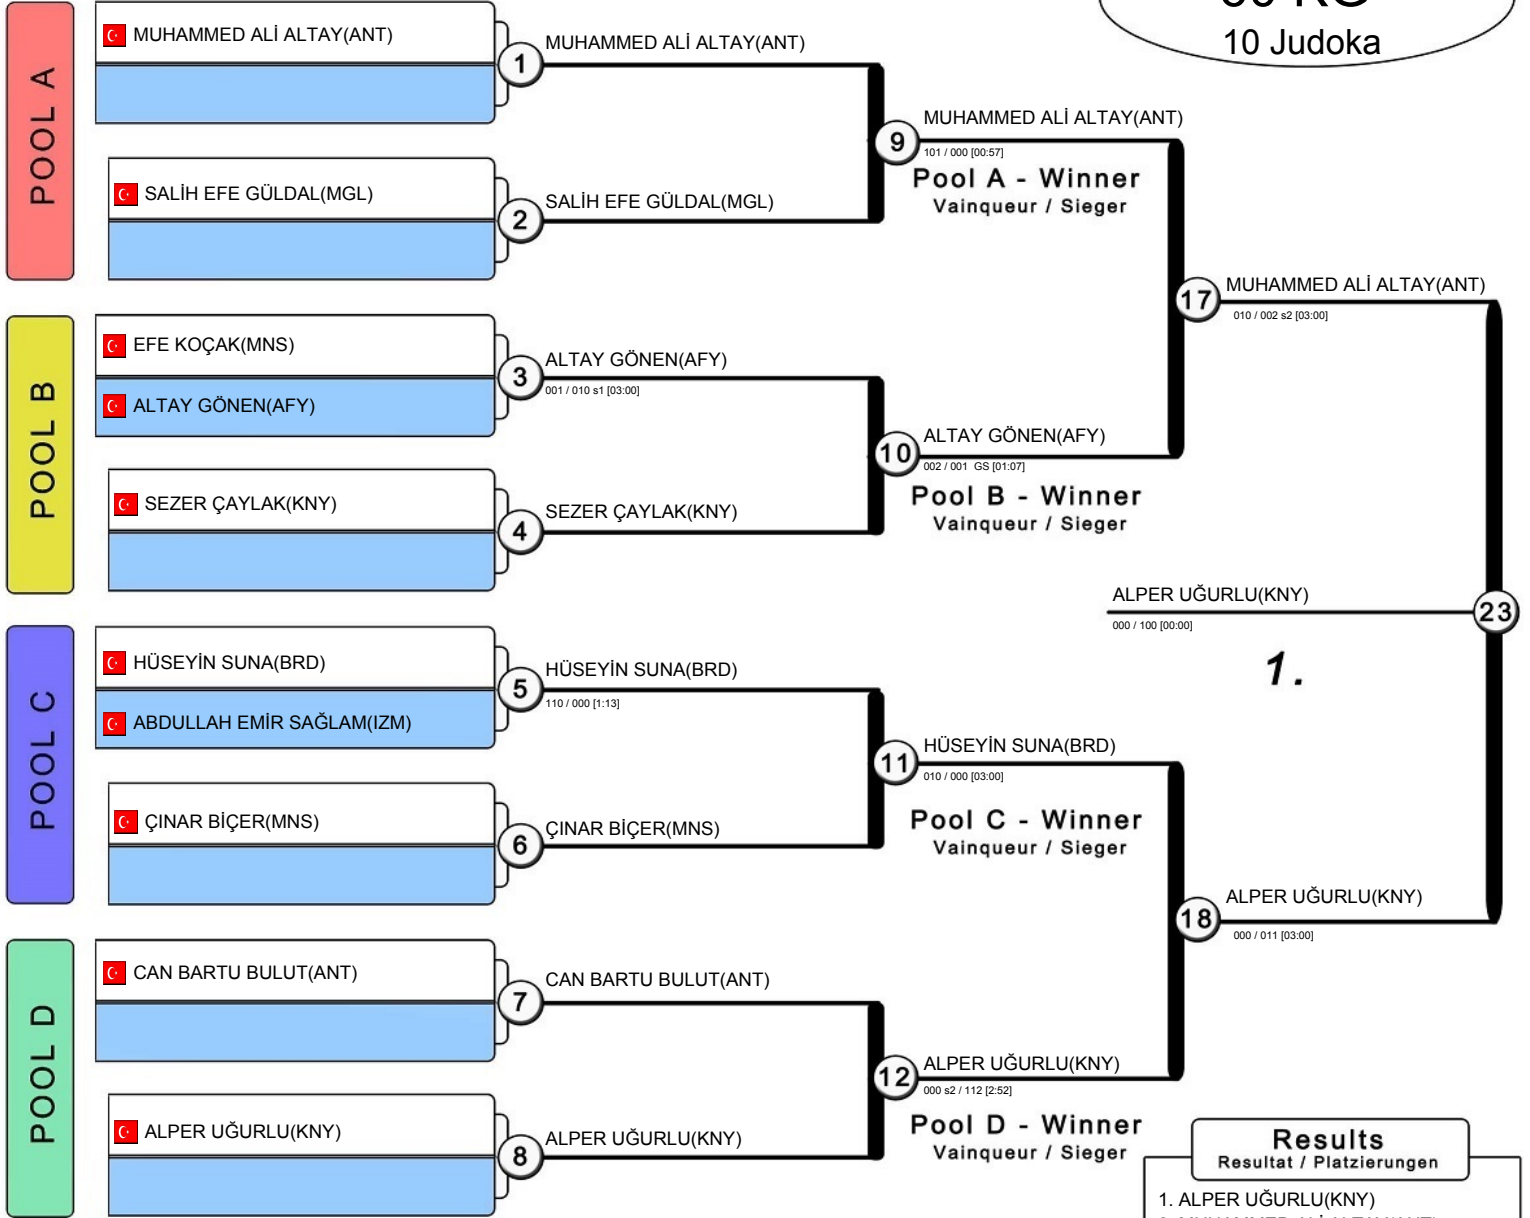 10 Judoka
POOL A
MUHAMMED ALİ ALTAY(ANT)
1
MUHAMMED ALİ ALTAY(ANT)
SALİH EFE GÜLDAL(MGL)
2
SALİH EFE GÜLDAL(MGL)
9
MUHAMMED ALİ ALTAY(ANT)
101 / 000 [00:57]
Pool A - Winner
Vainqueur / Sieger
POOL B
EFE KOÇAK(MNS)
ALTAY GÖNEN(AFY)
3
ALTAY GÖNEN(AFY)
001 / 010 s1 [03:00]
SEZER ÇAYLAK(KNY)
4
SEZER ÇAYLAK(KNY)
10
ALTAY GÖNEN(AFY)
002 / 001 GS [01:07]
Pool B - Winner
Vainqueur / Sieger
17
MUHAMMED ALİ ALTAY(ANT)
010 / 002 s2 [03:00]
ALPER UĞURLU(KNY)
000 / 100 [00:00]
23
1.
POOL C
HÜSEYİN SUNA(BRD)
ABDULLAH EMİR SAĞLAM(IZM)
5
HÜSEYİN SUNA(BRD)
110 / 000 [1:13]
ÇINAR BİÇER(MNS)
6
ÇINAR BİÇER(MNS)
11
HÜSEYİN SUNA(BRD)
010 / 000 [03:00]
Pool C - Winner
Vainqueur / Sieger
18
ALPER UĞURLU(KNY)
000 / 011 [03:00]
POOL D
CAN BARTU BULUT(ANT)
7
CAN BARTU BULUT(ANT)
ALPER UĞURLU(KNY)
8
ALPER UĞURLU(KNY)
12
ALPER UĞURLU(KNY)
000 s2 / 112 [2:52]
Pool D - Winner
Vainqueur / Sieger
Results
Resultat / Platzierungen
1. ALPER UĞURLU(KNY)